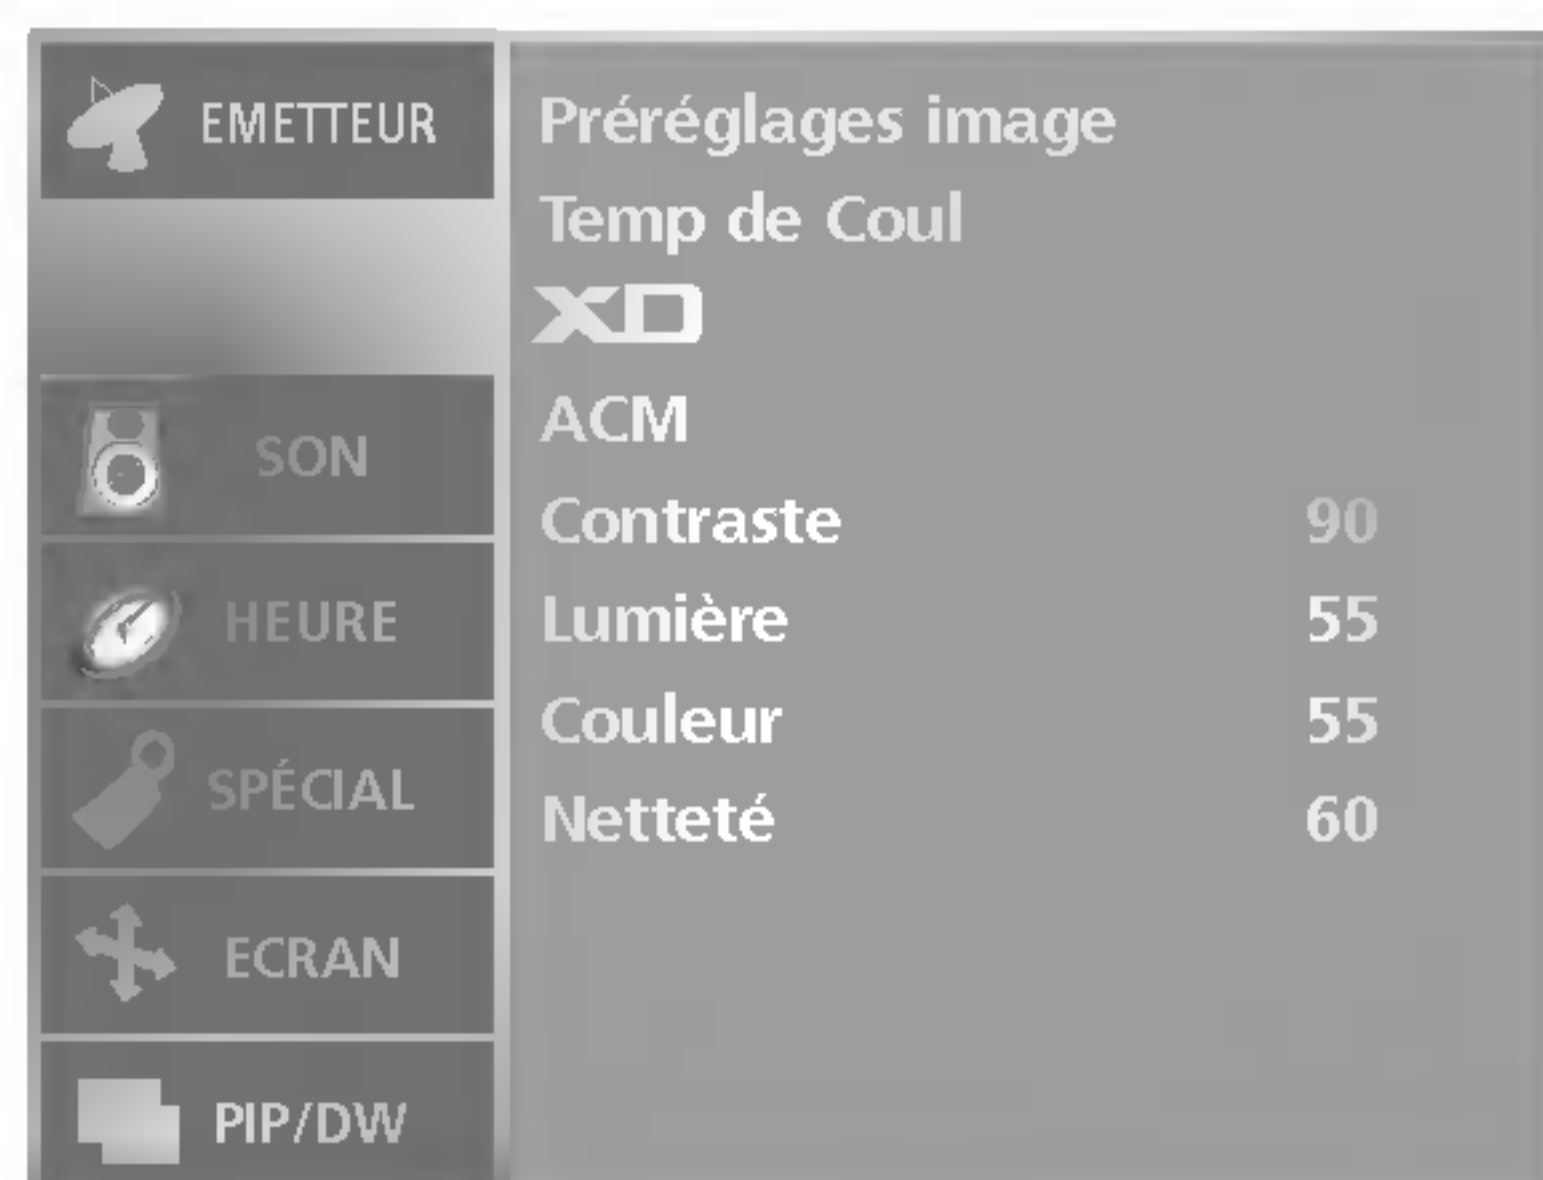 EMETTEUR
SON
HEURE
SPÉCIAL
ECRAN
PIP/DW
Préréglages image
Temp de Coul
XD
ACM
Contraste 90
Lumière 55
Couleur 55
Netteté 60